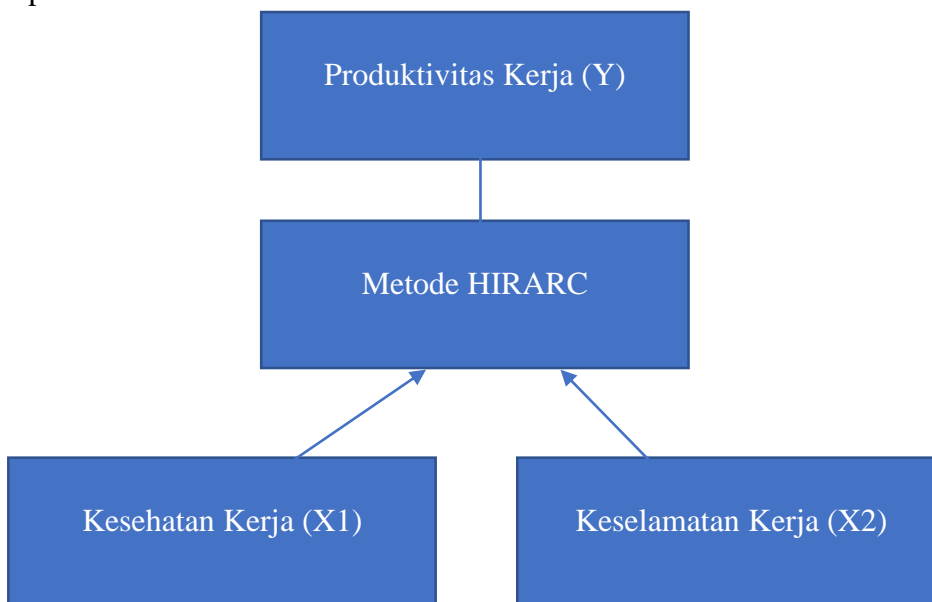 Produktivitas Kerja (Y)
Metode HIRARC
Kesehatan Kerja (X1)
Keselamatan Kerja (X2)